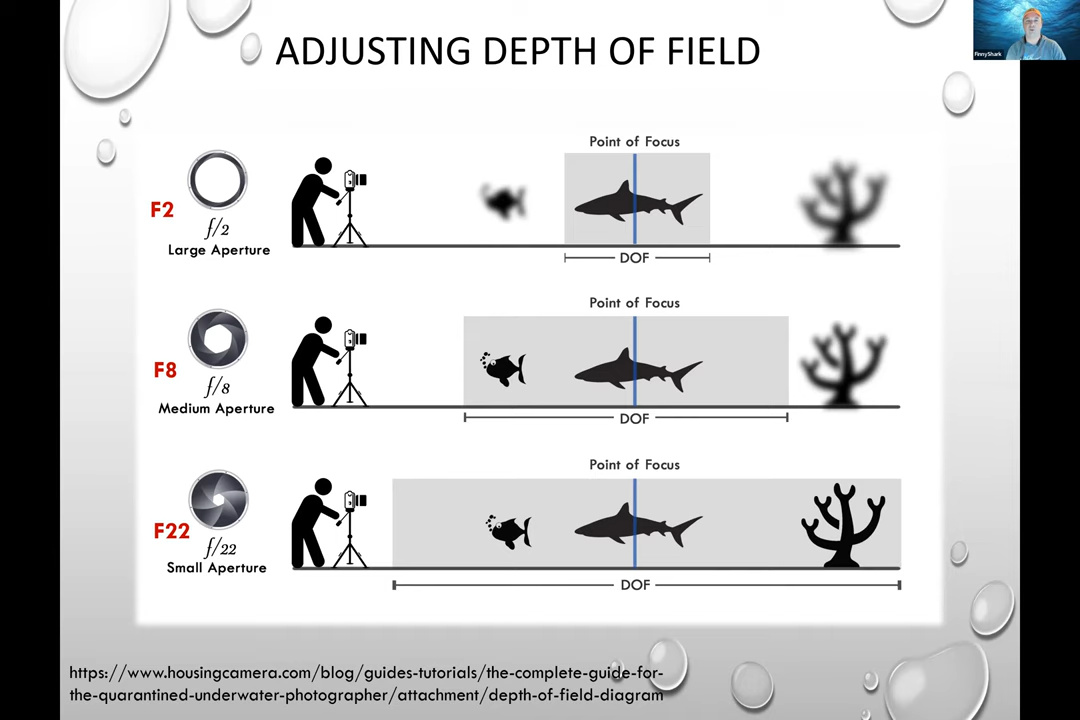 ADJUSTING DEPTH OF FIELD
FinnyShark
Point of Focus
F2
f/2
Large Aperture
DOF
Point of Focus
F8
f/8
Medium Aperture
DOF
Point of Focus
F22
f/22
Small Aperture
DOF
https://www.housingcamera.com/blog/guides-tutorials/the-complete-guide-for-
the-quarantined-underwater-photographer/attachment/depth-of-field-diagram